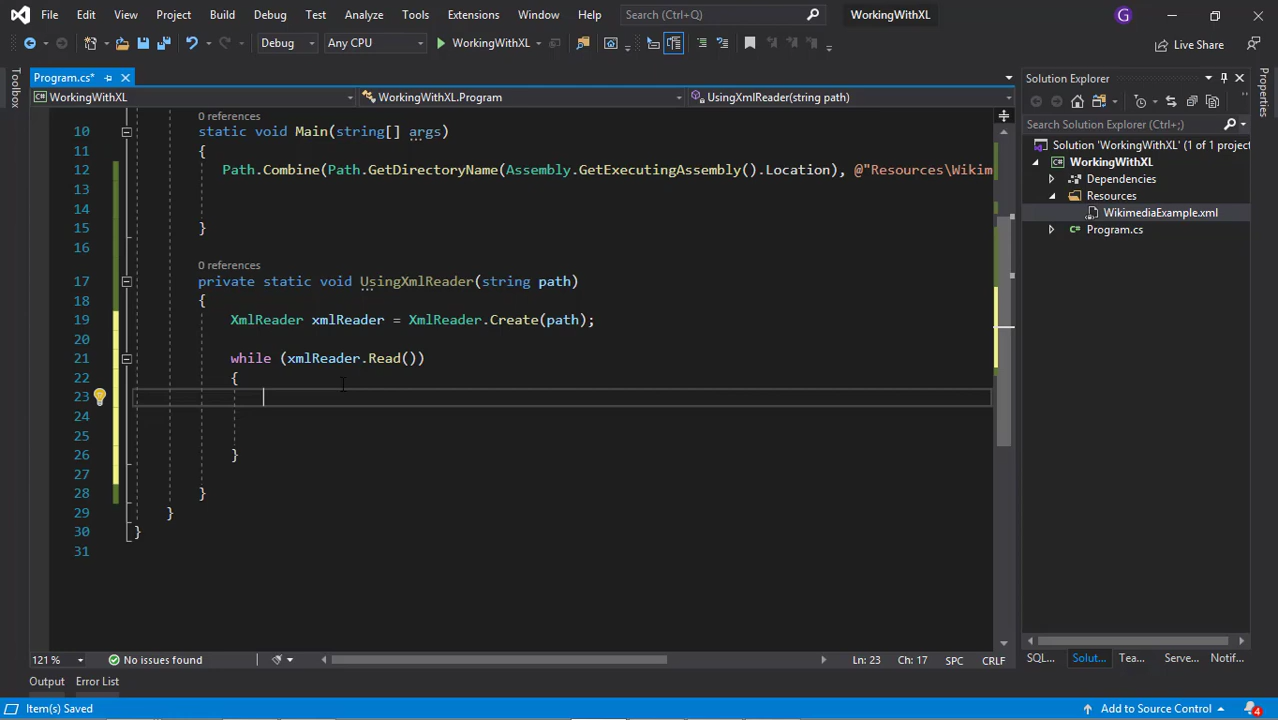 File Edit View Project Build Debug Test Analyze Tools Extensions Window Help Search (Ctrl+Q) WorkingWithXL G
Debug Any CPU WorkingWithXL Live Share
Toolbox
Program.cs*
WorkingWithXL WorkingWithXL.Program UsingXmlReader(string path)
0 references
10 static void Main(string[] args)
11 {
12 Path.Combine(Path.GetDirectoryName(Assembly.GetExecutingAssembly().Location), @"Resources\Wikim
13
14
15 }
16
0 references
17 private static void UsingXmlReader(string path)
18 {
19 XmlReader xmlReader = XmlReader.Create(path);
20
21 while (xmlReader.Read())
22 {
23
24
25
26 }
27
28 }
29 }
30 }
31
121 % No issues found Ln: 23 Ch: 17 SPC CRLF
Output Error List
Solution Explorer
Search Solution Explorer (Ctrl+;)
Solution 'WorkingWithXL' (1 of 1 project
WorkingWithXL
Dependencies
Resources
WikimediaExample.xml
Program.cs
SQL... Solut... Tea... Serve... Notif...
Properties
Item(s) Saved Add to Source Control 4